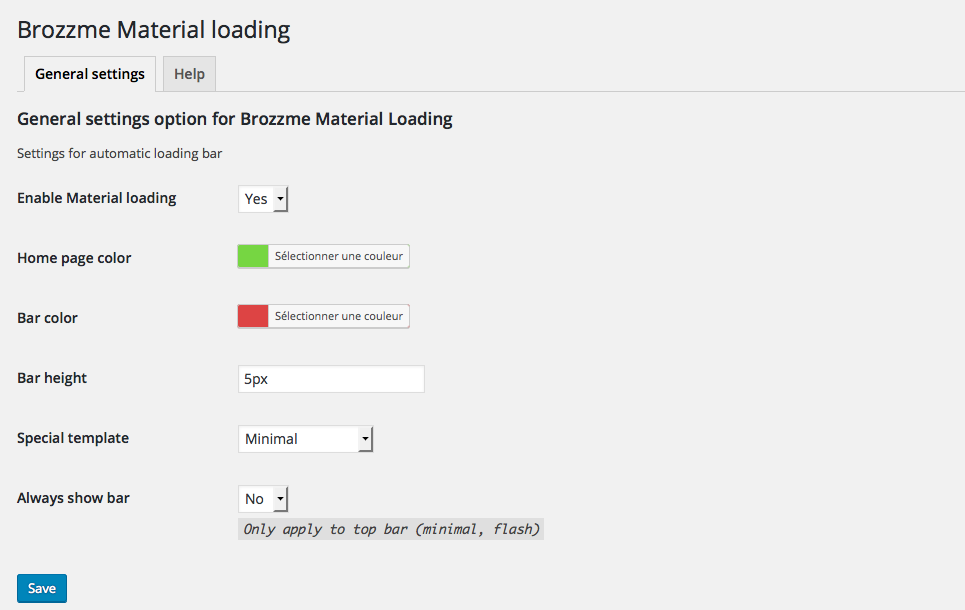 Brozzme Material loading
General settings Help
General settings option for Brozzme Material Loading
Settings for automatic loading bar
Enable Material loading Yes
Home page color Sélectionner une couleur
Bar color Sélectionner une couleur
Bar height 5px
Special template Minimal
Always show bar No
Only apply to top bar (minimal, flash)
Save